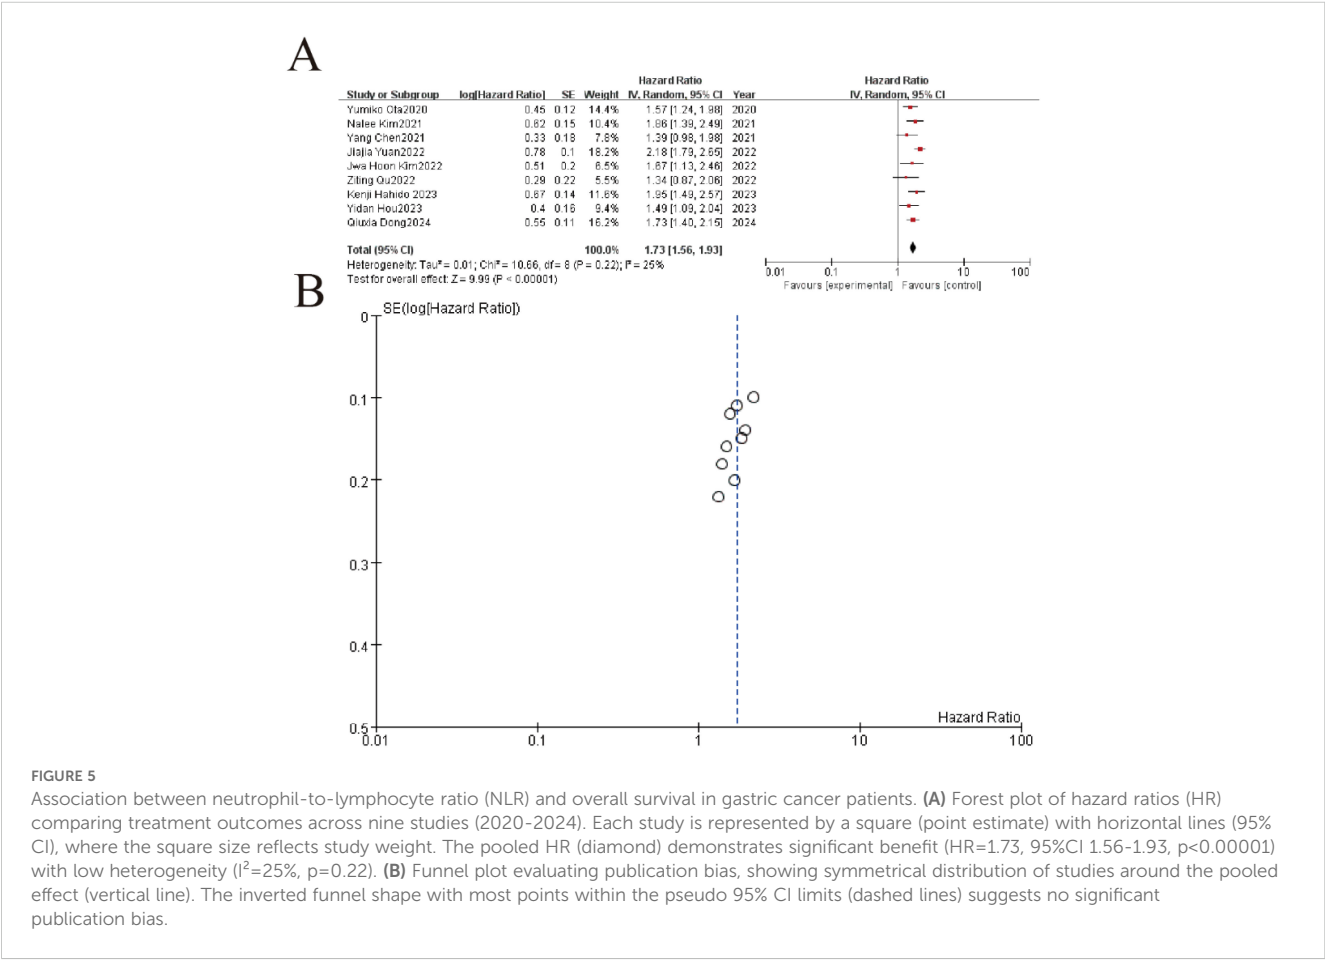 A
Hazard Ratio Hazard Ratio
Study or Subgroup log[Hazard Ratio] SE Weight IV, Random, 95% CI Year IV, Random, 95% CI
Yumiko Ota2020 0.45 0.12 14.4% 1.57 [1.24, 1.98] 2020
Nalee Kim2021 0.62 0.15 10.4% 1.86 [1.39, 2.49] 2021
Yang Chen2021 0.33 0.18 7.8% 1.39 [0.98, 1.98] 2021
Jiajia Yuan2022 0.78 0.1 18.2% 2.18 [1.79, 2.65] 2022
Jwa Hoon Kim2022 0.51 0.2 6.5% 1.67 [1.13, 2.46] 2022
Ziting Qu2022 0.29 0.22 5.5% 1.34 [0.87, 2.06] 2022
Kenji Hahido 2023 0.67 0.14 11.6% 1.95 [1.49, 2.57] 2023
Yidan Hou2023 0.4 0.16 9.4% 1.49 [1.09, 2.04] 2023
Qiuxia Dong2024 0.55 0.11 16.2% 1.73 [1.40, 2.15] 2024
Total (95% CI) 100.0% 1.73 [1.56, 1.93]
Heterogeneity: Tau² = 0.01; Chi² = 10.66, df = 8 (P = 0.22); I² = 25%
Test for overall effect: Z = 9.99 (P < 0.00001)
0.01 0.1 1 10 100
Favours [experimental] Favours [control]
B
SE(log[Hazard Ratio])
0
0.1
0.2
0.3
0.4
0.5
Hazard Ratio
0.01 0.1 1 10 100
FIGURE 5
Association between neutrophil-to-lymphocyte ratio (NLR) and overall survival in gastric cancer patients. (A) Forest plot of hazard ratios (HR)
comparing treatment outcomes across nine studies (2020-2024). Each study is represented by a square (point estimate) with horizontal lines (95%
CI), where the square size reflects study weight. The pooled HR (diamond) demonstrates significant benefit (HR=1.73, 95%CI 1.56-1.93, p<0.00001)
with low heterogeneity (I²=25%, p=0.22). (B) Funnel plot evaluating publication bias, showing symmetrical distribution of studies around the pooled
effect (vertical line). The inverted funnel shape with most points within the pseudo 95% CI limits (dashed lines) suggests no significant
publication bias.